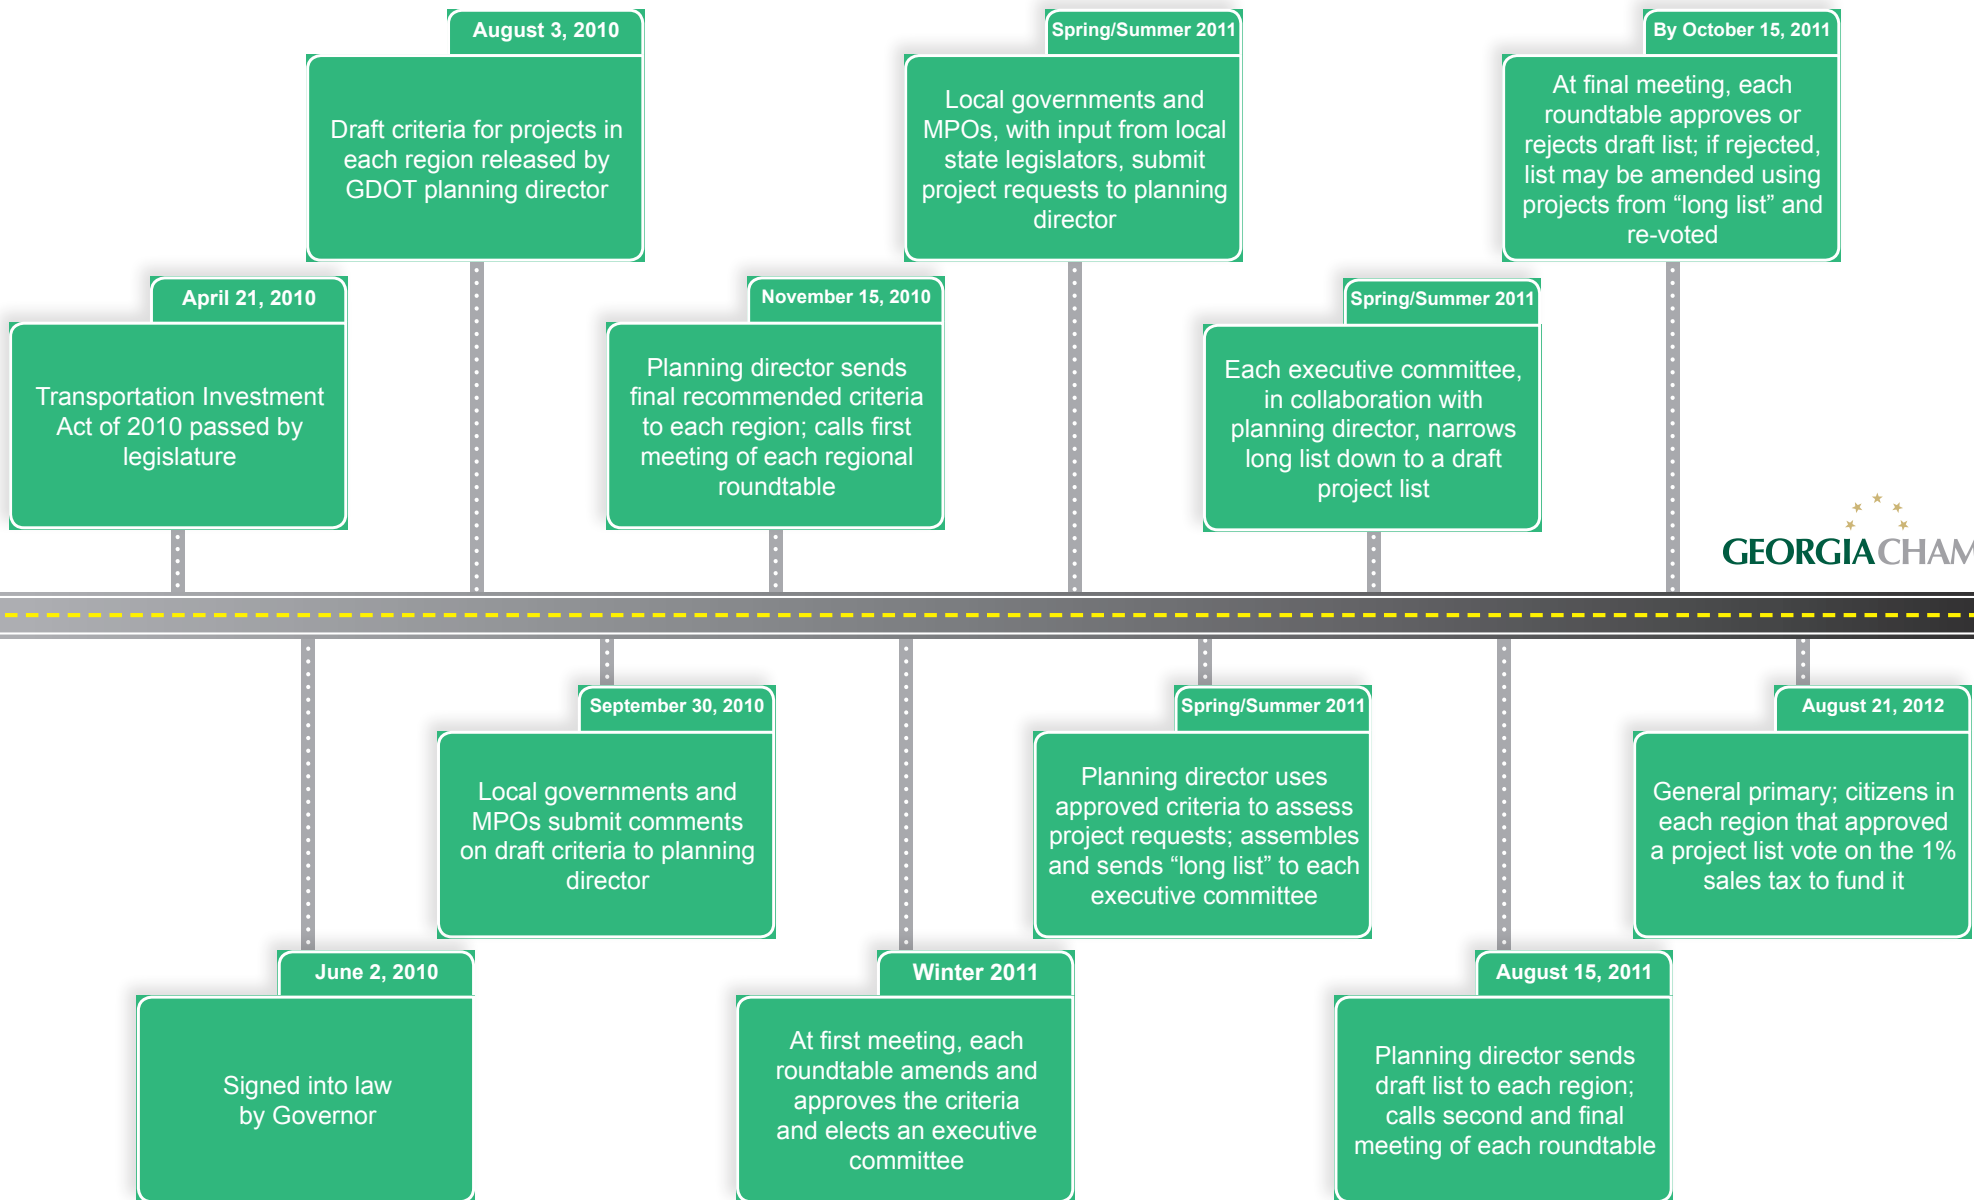 August 3, 2010
Draft criteria for projects in
each region released by
GDOT planning director
Spring/Summer 2011
Local governments and
MPOs, with input from local
state legislators, submit
project requests to planning
director
By October 15, 2011
At final meeting, each
roundtable approves or
rejects draft list; if rejected,
list may be amended using
projects from “long list” and
re-voted
April 21, 2010
Transportation Investment
Act of 2010 passed by
legislature
November 15, 2010
Planning director sends
final recommended criteria
to each region; calls first
meeting of each regional
roundtable
Spring/Summer 2011
Each executive committee,
in collaboration with
planning director, narrows
long list down to a draft
project list
GEORGIACHAM
September 30, 2010
Local governments and
MPOs submit comments
on draft criteria to planning
director
Spring/Summer 2011
Planning director uses
approved criteria to assess
project requests; assembles
and sends “long list” to each
executive committee
August 21, 2012
General primary; citizens in
each region that approved
a project list vote on the 1%
sales tax to fund it
June 2, 2010
Signed into law
by Governor
Winter 2011
At first meeting, each
roundtable amends and
approves the criteria
and elects an executive
committee
August 15, 2011
Planning director sends
draft list to each region;
calls second and final
meeting of each roundtable